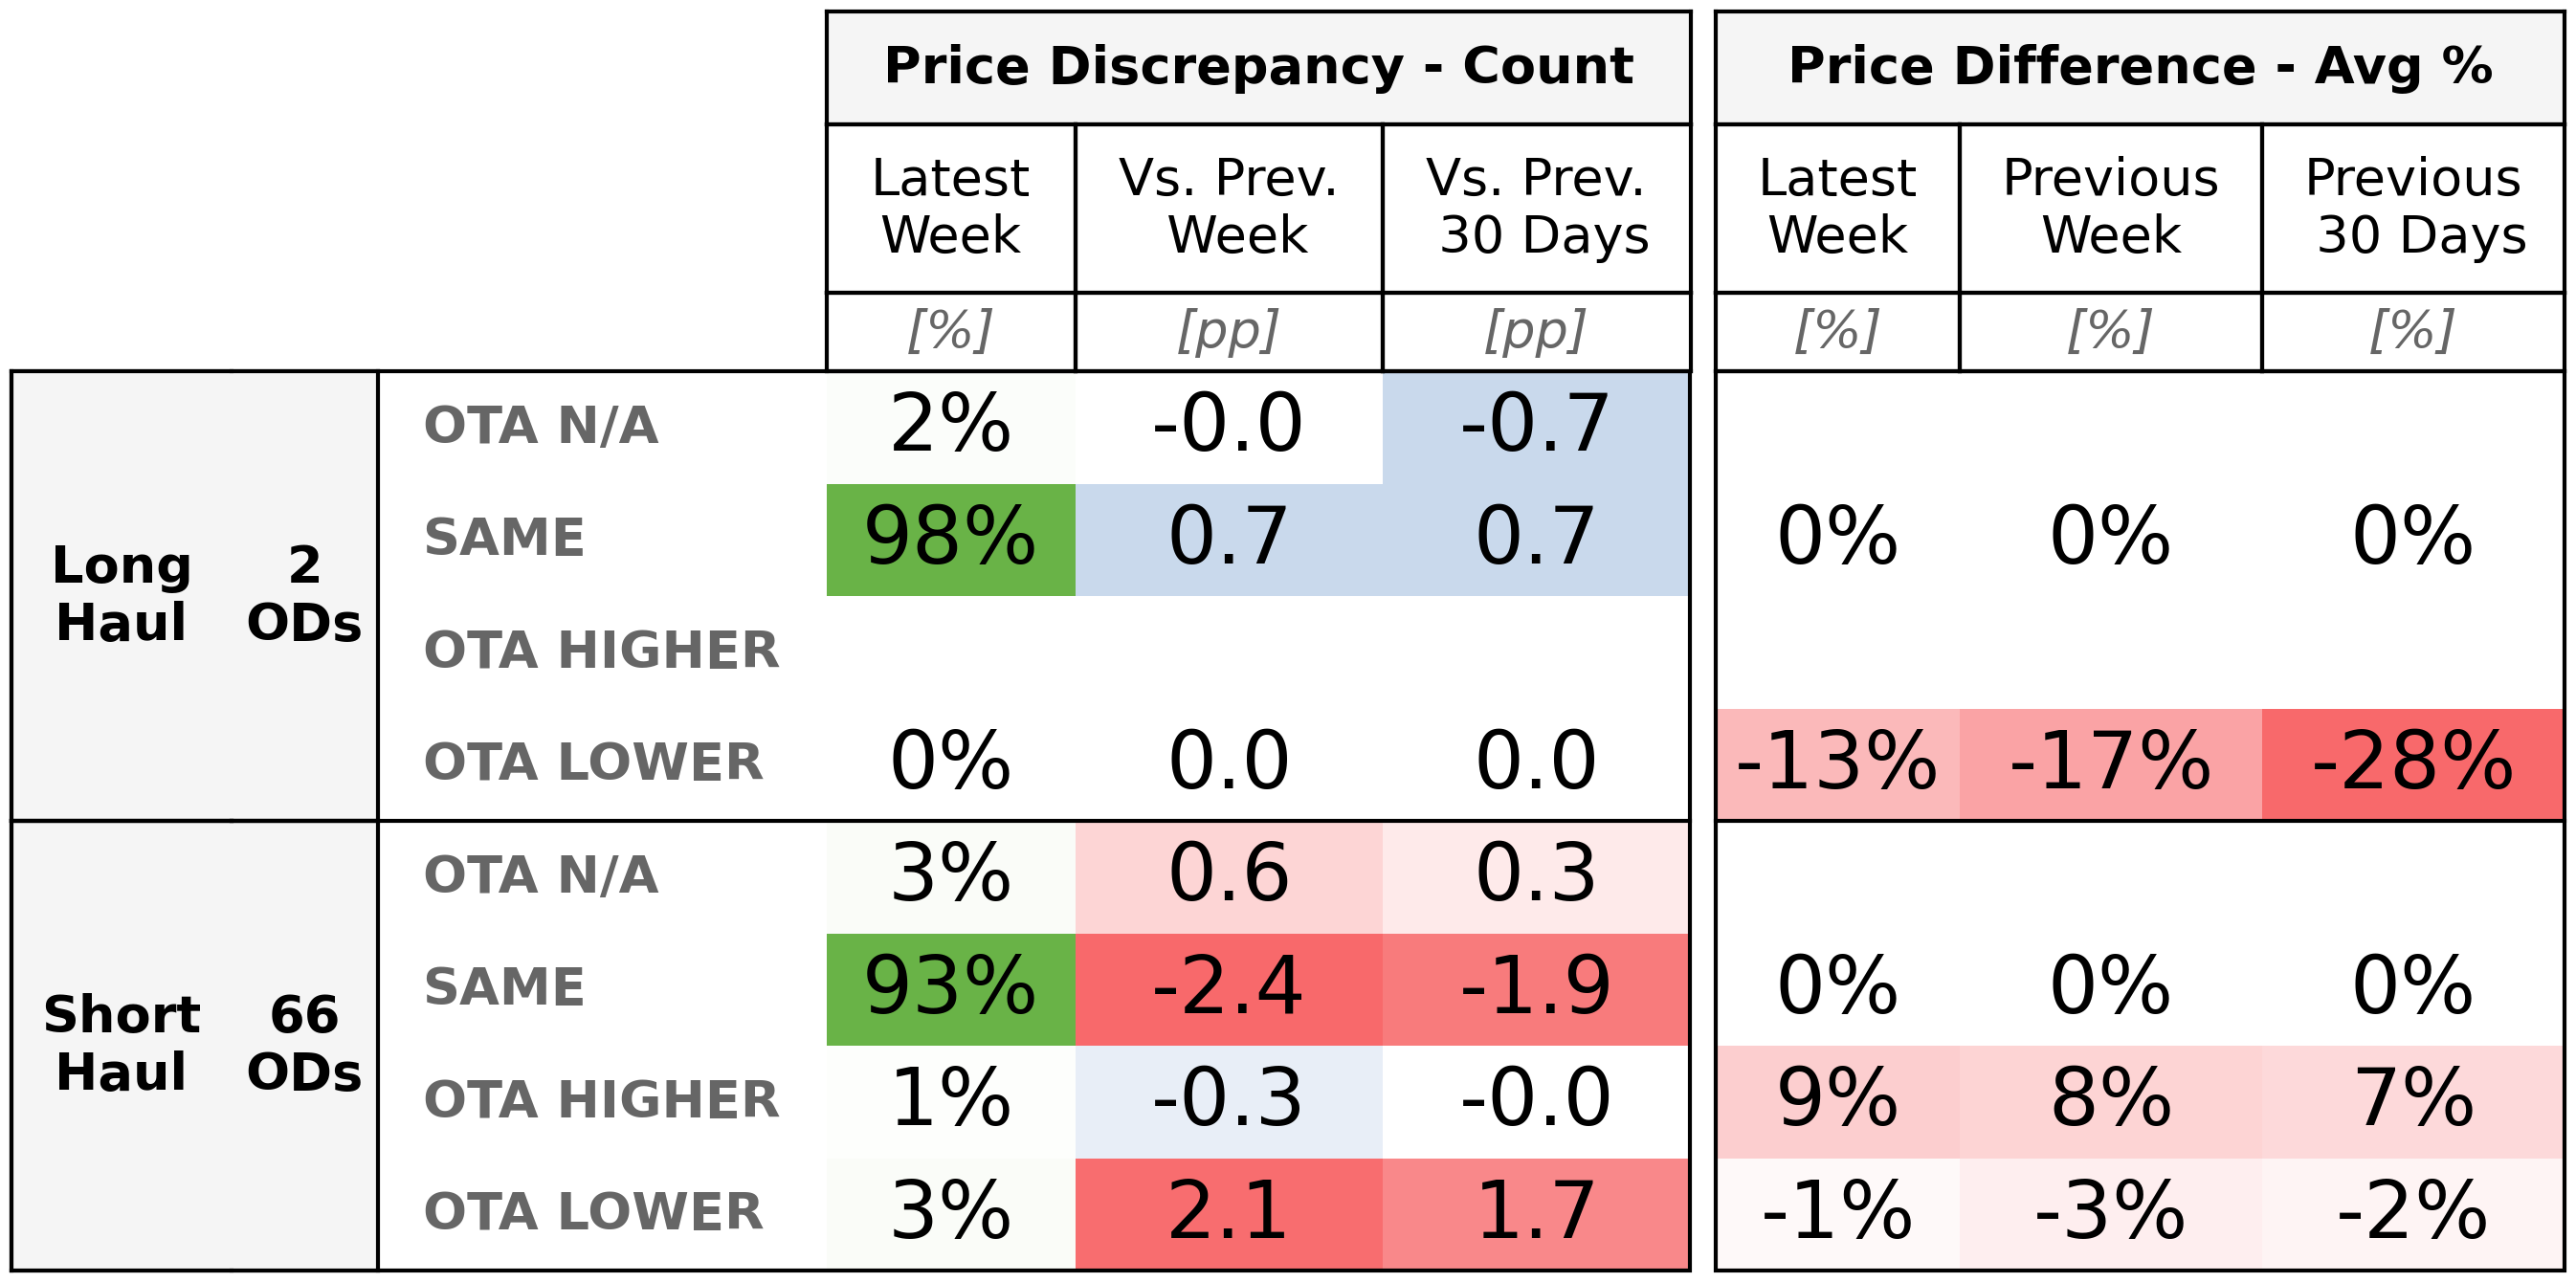 Price Discrepancy - Count Price Difference - Avg %
Latest Week Vs. Prev. Week Vs. Prev. 30 Days Latest Week Previous Week Previous 30 Days
[%] [pp] [pp] [%] [%] [%]
Long Haul 2 ODs
OTA N/A 2% -0.0 -0.7
SAME 98% 0.7 0.7 0% 0% 0%
OTA HIGHER
OTA LOWER 0% 0.0 0.0 -13% -17% -28%
Short Haul 66 ODs
OTA N/A 3% 0.6 0.3
SAME 93% -2.4 -1.9 0% 0% 0%
OTA HIGHER 1% -0.3 -0.0 9% 8% 7%
OTA LOWER 3% 2.1 1.7 -1% -3% -2%